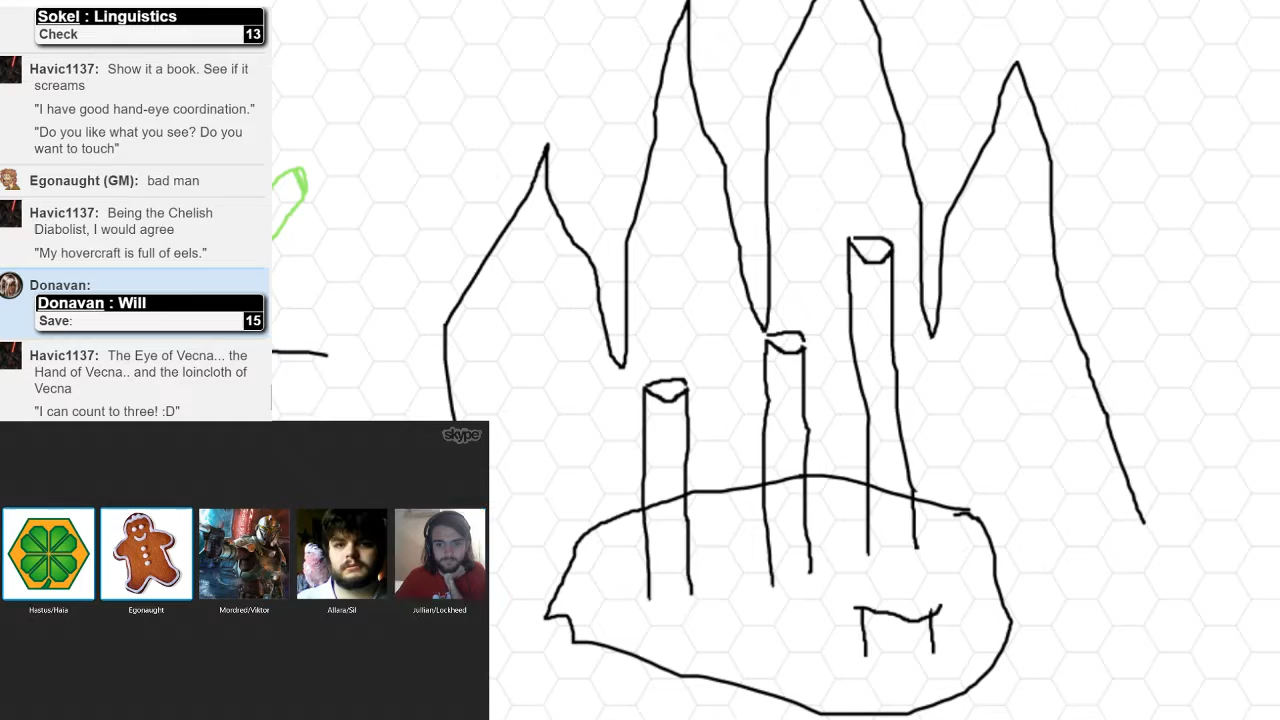 Sokel : Linguistics
Check 13
Havic1137: Show it a book. See if it
screams
"I have good hand-eye coordination."
"Do you like what you see? Do you
want to touch"
Egonaught (GM): bad man
Havic1137: Being the Chelish
Diabolist, I would agree
"My hovercraft is full of eels."
Donavan:
Donavan : Will
Save: 15
Havic1137: The Eye of Vecna... the
Hand of Vecna.. and the loincloth of
Vecna
"I can count to three! :D"
skype
Hastus/Haia Egonaught Mordred/Viktor Allara/Sil Jullian/Lockheed